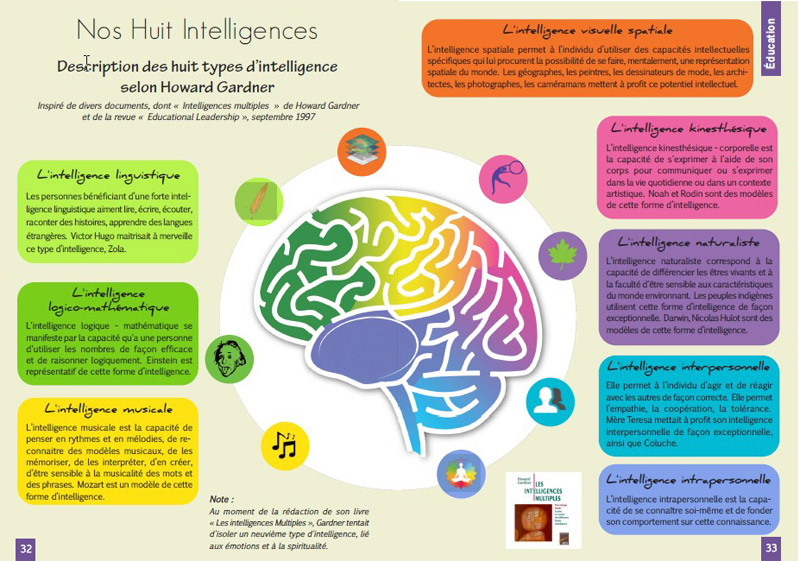 Nos Huit Intelligences
Description des huit types d'intelligence
selon Howard Gardner
Inspiré de divers documents, dont « Intelligences multiples » de Howard Gardner
et de la revue « Educational Leadership », septembre 1997
L'intelligence linguistique
Les personnes bénéficiant d'une forte intel-
ligence linguistique aiment lire, écrire, écouter,
raconter des histoires, apprendre des langues
étrangères. Victor Hugo maitrisait à merveille
ce type d'intelligence, Zola.
L'intelligence
logico-mathématique
L'intelligence logique - mathématique se
manifeste par la capacité qu'a une personne
d'utiliser les nombres de façon efficace
et de raisonner logiquement. Einstein est
représentatif de cette forme d'intelligence.
L'intelligence musicale
L'intelligence musicale est la capacité de
penser en rythmes et en mélodies, de re-
connaitre des modèles musicaux, de les
mémoriser, de les interpréter, d'en créer,
d'être sensible à la musicalité des mots et
des phrases. Mozart est un modèle de cette
forme d'intelligence.
Note :
Au moment de la rédaction de son livre
« Les intelligences Multiples », Gardner tentait
d'isoler un neuvième type d'intelligence, lié
aux émotions et à la spiritualité.
32
Éducation
L'intelligence visuelle spatiale
L'intelligence spatiale permet à l'individu d'utiliser des capacités intellectuelles
spécifiques qui lui procurent la possibilité de se faire, mentalement, une représentation
spatiale du monde. Les géographes, les peintres, les dessinateurs de mode, les archi-
tectes, les photographes, les caméramans mettent à profit ce potentiel intellectuel.
L'intelligence kinesthésique
L'intelligence kinesthésique - corporelle est
la capacité de s'exprimer à l'aide de son
corps pour communiquer ou s'exprimer
dans la vie quotidienne ou dans un contexte
artistique. Noah et Rodin sont des modèles
de cette forme d'intelligence.
L'intelligence naturaliste
L'intelligence naturaliste correspond à la
capacité de différencier les êtres vivants et à
la faculté d'être sensible aux caractéristiques
du monde environnant. Les peuples indigènes
utilisent cette forme d'intelligence de façon
exceptionnelle. Darwin, Nicolas Hulot sont des
modèles de cette forme d'intelligence.
L'intelligence interpersonnelle
Elle permet à l'individu d'agir et de réagir
avec les autres de façon correcte. Elle permet
l'empathie, la coopération, la tolérance.
Mère Teresa mettait à profit son intelligence
interpersonnelle de façon exceptionnelle,
ainsi que Coluche.
L'intelligence intrapersonnelle
L'intelligence intrapersonnelle est la capa-
cité de se connaitre soi-même et de fonder
son comportement sur cette connaissance.
Howard
Gardner
LES
INTELLIGENCES
MULTIPLES
33